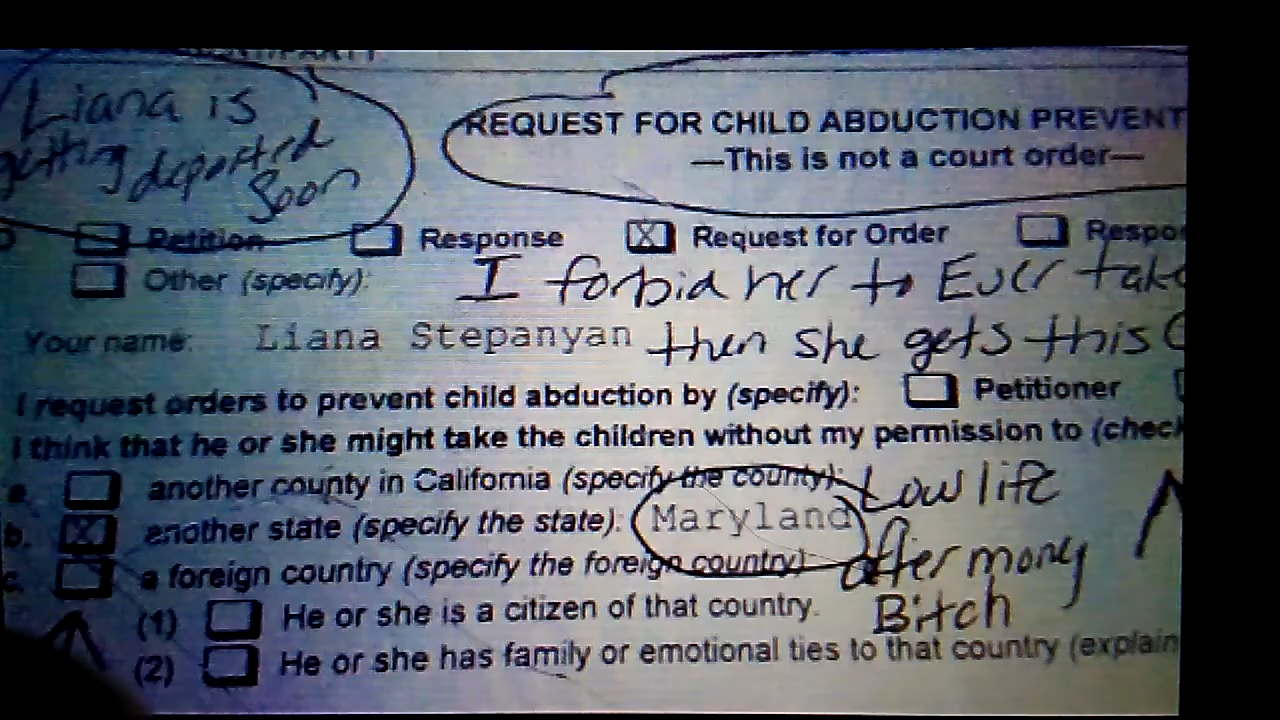 Liana is
getting deported
Soon
REQUEST FOR CHILD ABDUCTION PREVENT
—This is not a court order—
Petition Response X Request for Order Respo
Other (specify): I forbid her to Ever take
Your name: Liana Stepanyan then she gets this
I request orders to prevent child abduction by (specify): Petitioner
I think that he or she might take the children without my permission to (check
a. another county in California (specify the county): Low life
b. X another state (specify the state): Maryland
after money
c. a foreign country (specify the foreign country)
Bitch
(1) He or she is a citizen of that country.
(2) He or she has family or emotional ties to that country (explain